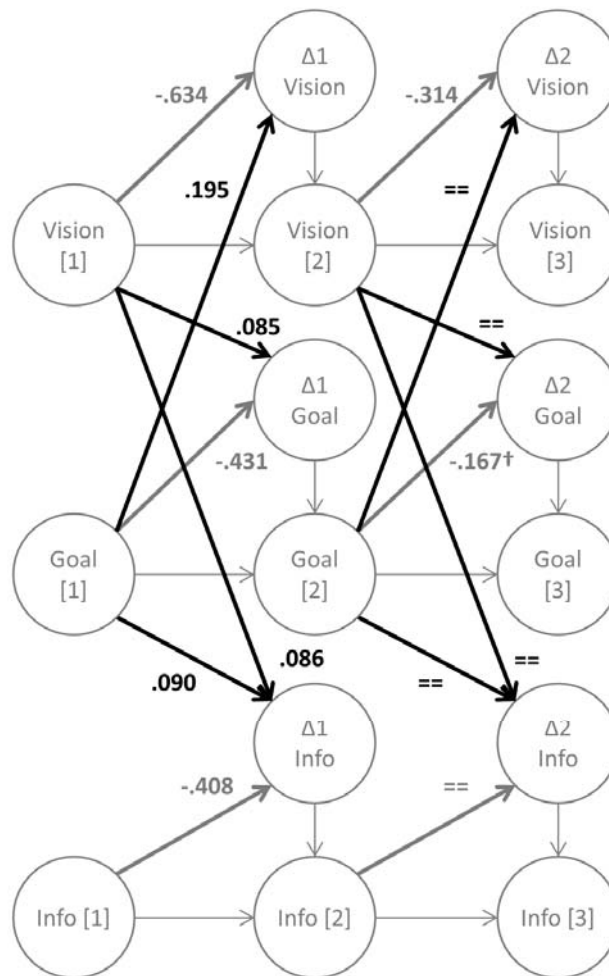 Δ1
Vision
Δ2
Vision
-.634
-.314
.195
==
Vision
[1]
Vision
[2]
Vision
[3]
.085
==
Δ1
Goal
Δ2
Goal
-.431
-.167†
Goal
[1]
Goal
[2]
Goal
[3]
.086
==
.090
==
Δ1
Info
Δ2
Info
-.408
==
Info [1]
Info [2]
Info [3]